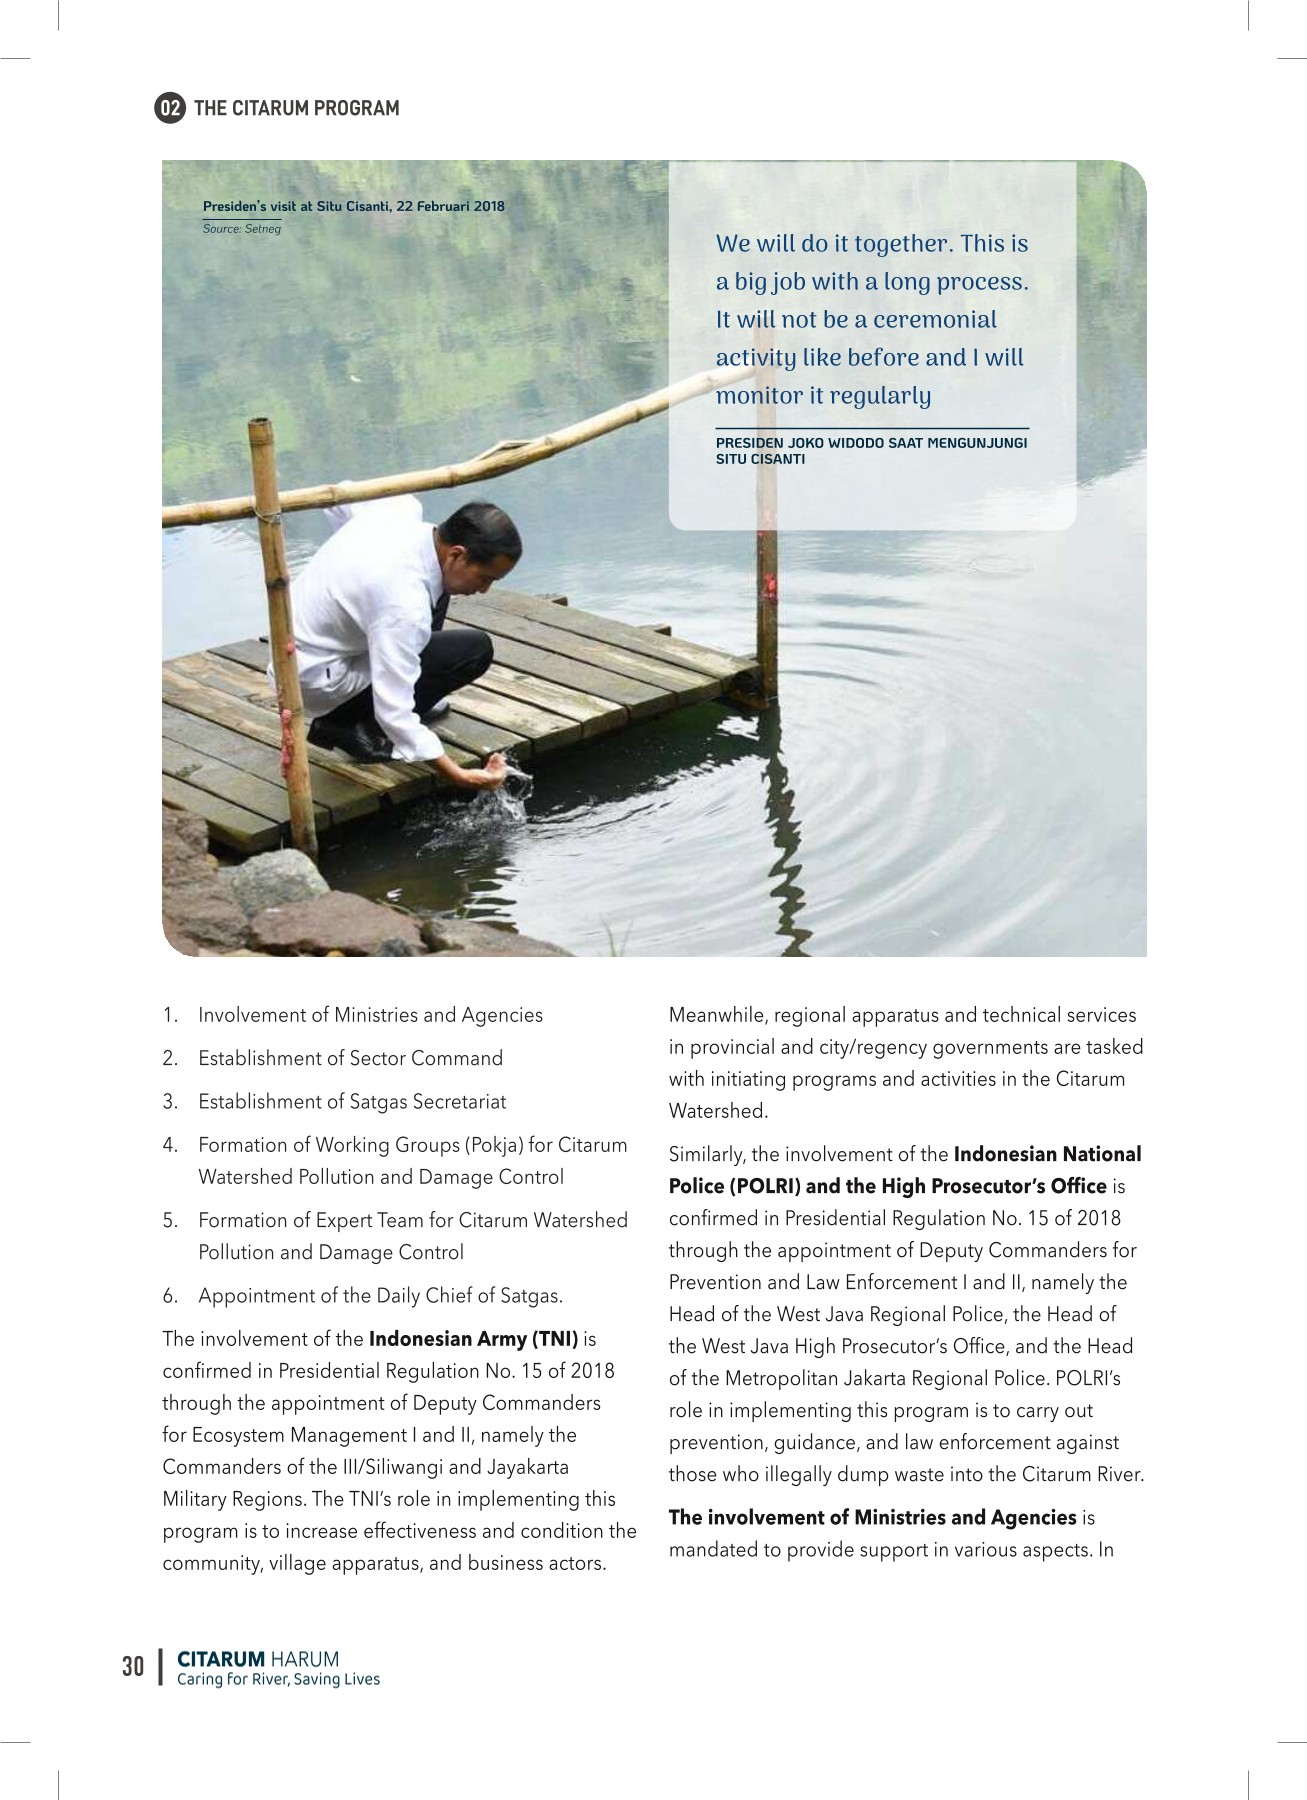 02 THE CITARUM PROGRAM
Presiden's visit at Situ Cisanti, 22 Februari 2018
Source: Setneg
We will do it together. This is
a big job with a long process.
It will not be a ceremonial
activity like before and I will
monitor it regularly
PRESIDEN JOKO WIDODO SAAT MENGUNJUNGI
SITU CISANTI
1. Involvement of Ministries and Agencies
2. Establishment of Sector Command
3. Establishment of Satgas Secretariat
4. Formation of Working Groups (Pokja) for Citarum
Watershed Pollution and Damage Control
5. Formation of Expert Team for Citarum Watershed
Pollution and Damage Control
6. Appointment of the Daily Chief of Satgas.
The involvement of the Indonesian Army (TNI) is
confirmed in Presidential Regulation No. 15 of 2018
through the appointment of Deputy Commanders
for Ecosystem Management I and II, namely the
Commanders of the III/Siliwangi and Jayakarta
Military Regions. The TNI's role in implementing this
program is to increase effectiveness and condition the
community, village apparatus, and business actors.
Meanwhile, regional apparatus and technical services
in provincial and city/regency governments are tasked
with initiating programs and activities in the Citarum
Watershed.
Similarly, the involvement of the Indonesian National
Police (POLRI) and the High Prosecutor's Office is
confirmed in Presidential Regulation No. 15 of 2018
through the appointment of Deputy Commanders for
Prevention and Law Enforcement I and II, namely the
Head of the West Java Regional Police, the Head of
the West Java High Prosecutor's Office, and the Head
of the Metropolitan Jakarta Regional Police. POLRI's
role in implementing this program is to carry out
prevention, guidance, and law enforcement against
those who illegally dump waste into the Citarum River.
The involvement of Ministries and Agencies is
mandated to provide support in various aspects. In
30
CITARUM HARUM
Caring for River, Saving Lives